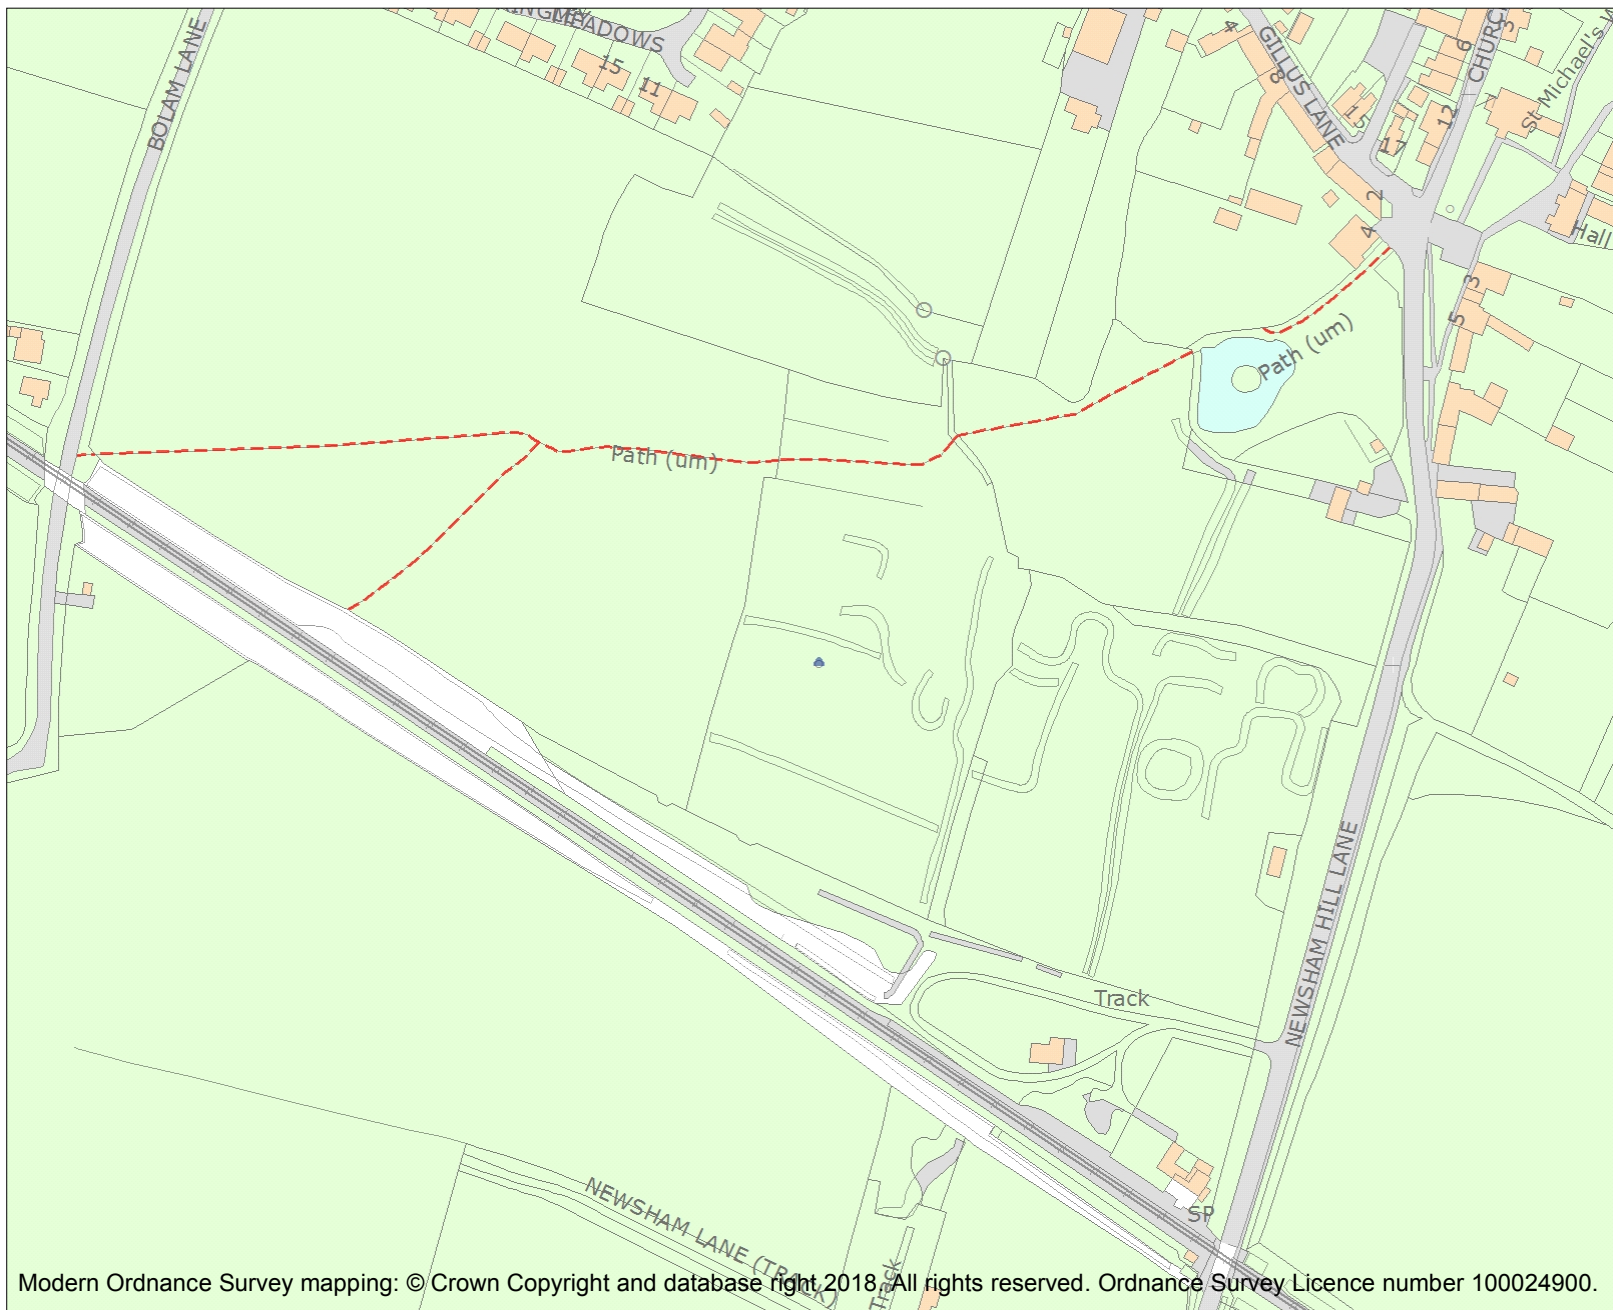 BOLAM LANE
MEADOWS
15
11
GILLUS LANE
4
8
15
17
2
4
CHURCH
6
3
12
7
St Michael's
Hall
3
5
Path (um)
Path (um)
NEWSHAM HILL LANE
Track
SP
NEWSHAM LANE (TRACK)
Track
Modern Ordnance Survey mapping: © Crown Copyright and database right 2018. All rights reserved. Ordnance Survey Licence number 100024900.